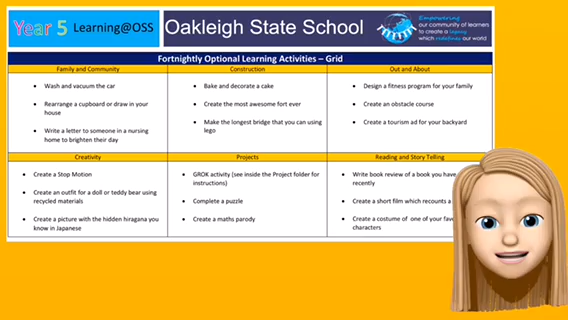 Year 5 Learning@OSS
Oakleigh State School
Empowering
our community of learners
to create a legacy
which redefines our world
Fortnightly Optional Learning Activities – Grid
Family and Community
Construction
Out and About
Wash and vacuum the car
Rearrange a cupboard or draw in your
house
Write a letter to someone in a nursing
home to brighten their day
Bake and decorate a cake
Create the most awesome fort ever
Make the longest bridge that you can using
lego
Design a fitness program for your family
Create an obstacle course
Create a tourism ad for your backyard
Creativity
Projects
Reading and Story Telling
Create a Stop Motion
Create an outfit for a doll or teddy bear using
recycled materials
Create a picture with the hidden hiragana you
know in Japanese
GROK activity (see inside the Project folder for
instructions)
Complete a puzzle
Create a maths parody
Write book review of a book you have
recently
Create a short film which recounts a
Create a costume of one of your
characters